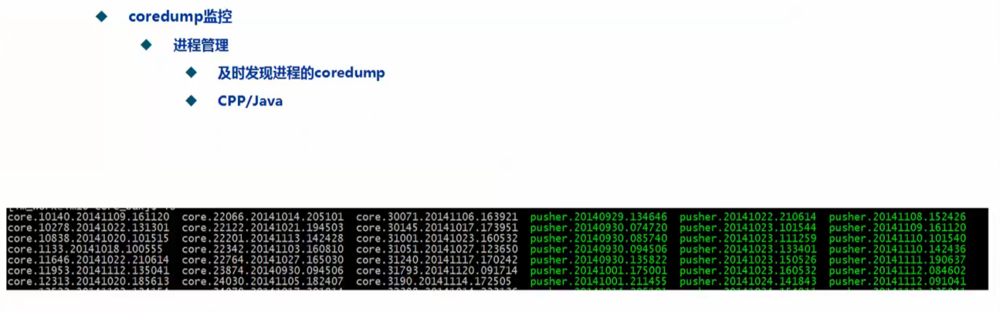 coredump监控
进程管理
及时发现进程的coredump
CPP/Java
core.10140.20141109.161120 core.22066.20141014.205101 core.30071.20141106.163921 pusher.20140929.134646 pusher.20141022.210614 pusher.20141108.152426
core.10278.20141022.131301 core.22122.20141021.194503 core.30145.20141017.173951 pusher.20140930.074720 pusher.20141023.101544 pusher.20141109.161120
core.10838.20141020.101515 core.22201.20141113.142428 core.31001.20141023.160532 pusher.20140930.085740 pusher.20141023.111259 pusher.20141110.101540
core.1133.20141018.100555 core.22342.20141103.160810 core.31051.20141027.123650 pusher.20140930.094506 pusher.20141023.133401 pusher.20141110.142436
core.11646.20141022.210614 core.22764.20141027.165030 core.31240.20141117.170242 pusher.20140930.135822 pusher.20141023.150526 pusher.20141111.190637
core.11953.20141112.135041 core.23874.20140930.094506 core.31793.20141120.091714 pusher.20141001.175001 pusher.20141023.160532 pusher.20141112.084602
core.12313.20141020.185613 core.24030.20141105.182407 core.3190.20141114.172505 pusher.20141001.211455 pusher.20141024.141843 pusher.20141112.091041